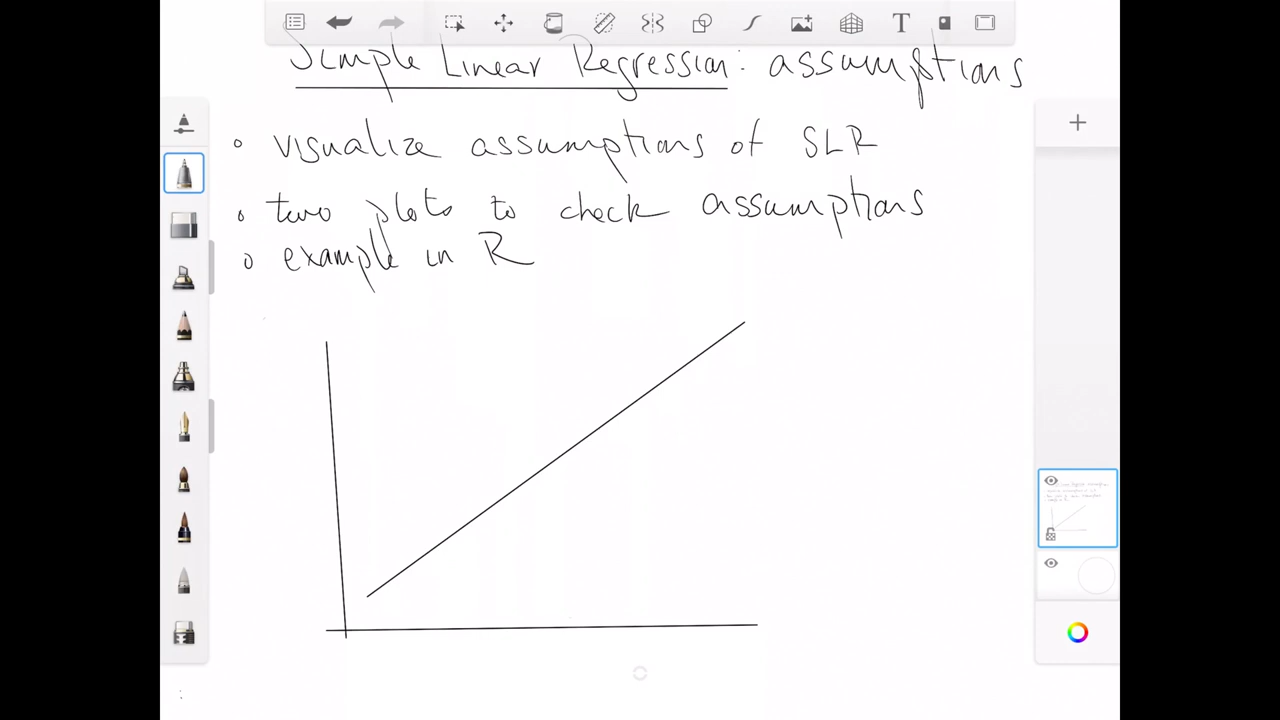 Simple Linear Regression: assumptions
◦ visualize assumptions of SLR
◦ two plots to check assumptions
◦ example in R